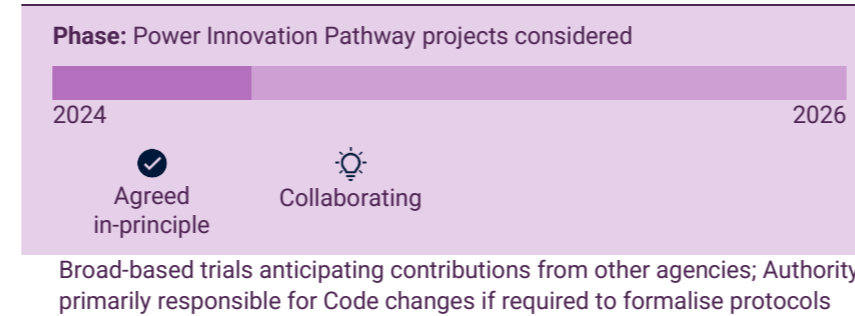 Phase: Power Innovation Pathway projects considered
2024 2026
Agreed
in-principle
Collaborating
Broad-based trials anticipating contributions from other agencies; Authority
primarily responsible for Code changes if required to formalise protocols